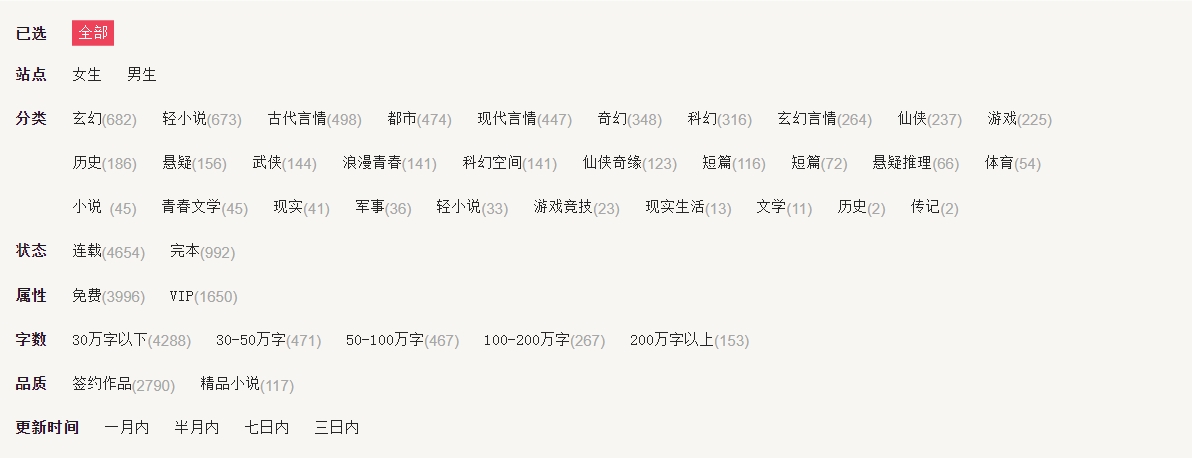 已选 全部
站点 女生 男生
分类 玄幻(682) 轻小说(673) 古代言情(498) 都市(474) 现代言情(447) 奇幻(348) 科幻(316) 玄幻言情(264) 仙侠(237) 游戏(225)
历史(186) 悬疑(156) 武侠(144) 浪漫青春(141) 科幻空间(141) 仙侠奇缘(123) 短篇(116) 短篇(72) 悬疑推理(66) 体育(54)
小说 (45) 青春文学(45) 现实(41) 军事(36) 轻小说(33) 游戏竞技(23) 现实生活(13) 文学(11) 历史(2) 传记(2)
状态 连载(4654) 完本(992)
属性 免费(3996) VIP(1650)
字数 30万字以下(4288) 30-50万字(471) 50-100万字(467) 100-200万字(267) 200万字以上(153)
品质 签约作品(2790) 精品小说(117)
更新时间 一月内 半月内 七日内 三日内